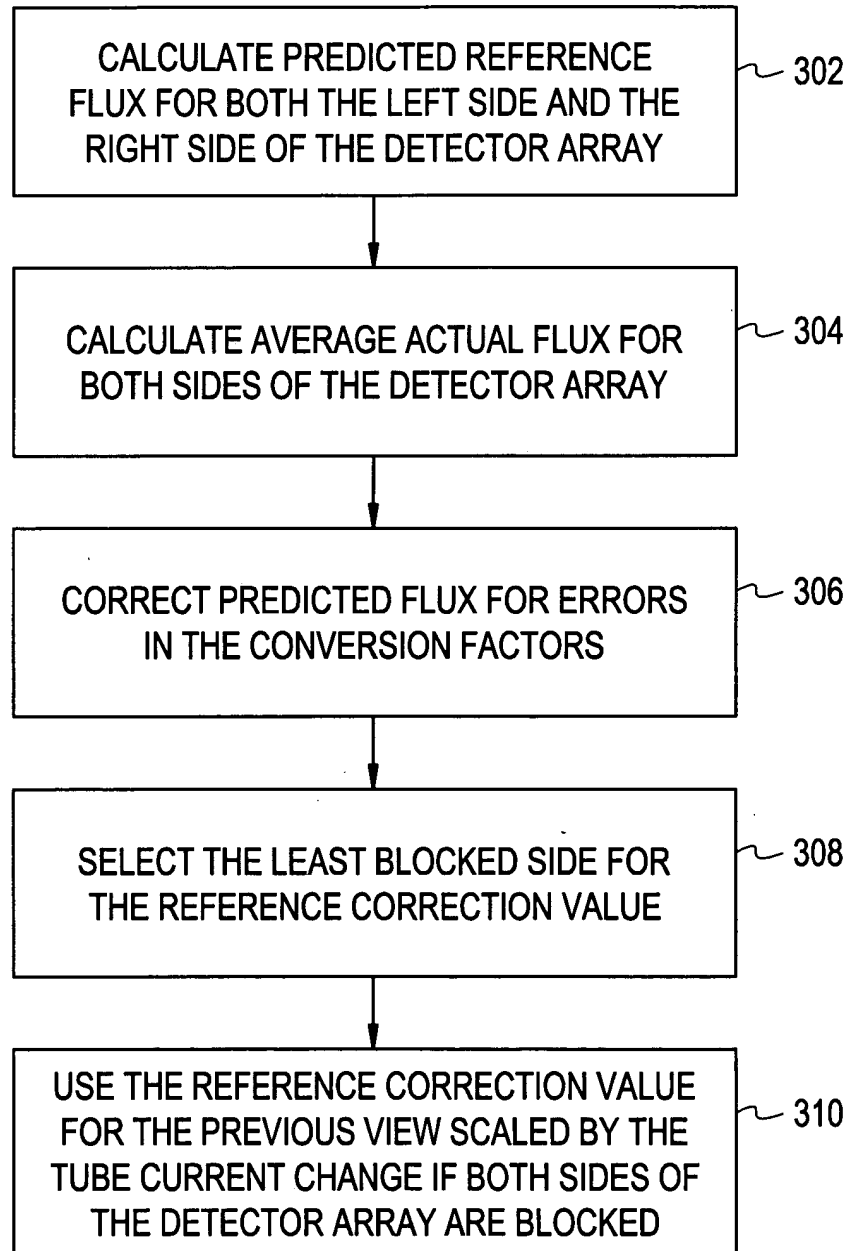 CALCULATE PREDICTED REFERENCE
FLUX FOR BOTH THE LEFT SIDE AND THE
RIGHT SIDE OF THE DETECTOR ARRAY
302
CALCULATE AVERAGE ACTUAL FLUX FOR
BOTH SIDES OF THE DETECTOR ARRAY
304
CORRECT PREDICTED FLUX FOR ERRORS
IN THE CONVERSION FACTORS
306
SELECT THE LEAST BLOCKED SIDE FOR
THE REFERENCE CORRECTION VALUE
308
USE THE REFERENCE CORRECTION VALUE
FOR THE PREVIOUS VIEW SCALED BY THE
TUBE CURRENT CHANGE IF BOTH SIDES OF
THE DETECTOR ARRAY ARE BLOCKED
310